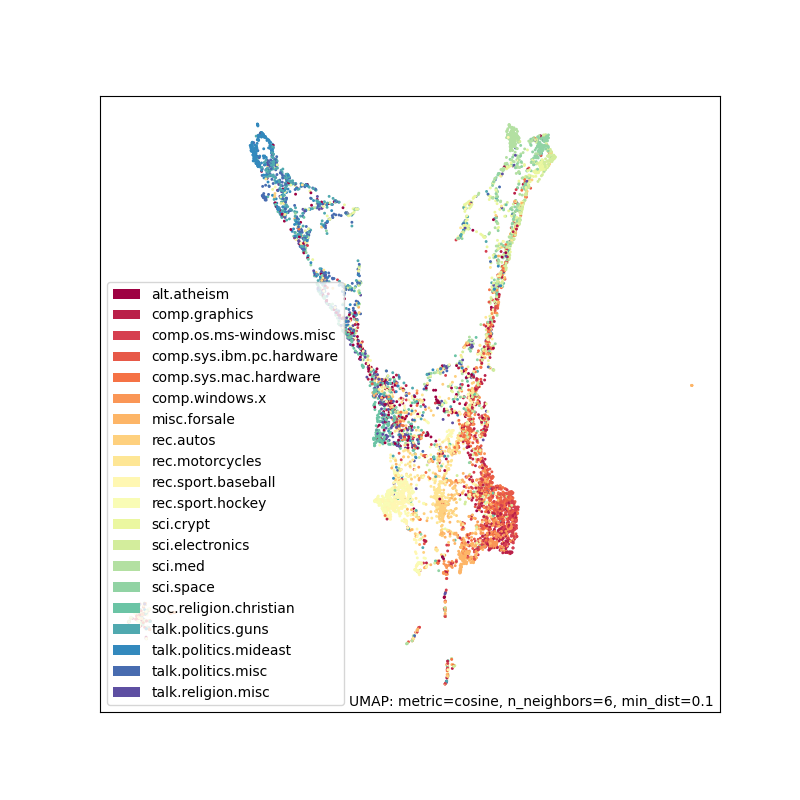 alt.atheism
comp.graphics
comp.os.ms-windows.misc
comp.sys.ibm.pc.hardware
comp.sys.mac.hardware
comp.windows.x
misc.forsale
rec.autos
rec.motorcycles
rec.sport.baseball
rec.sport.hockey
sci.crypt
sci.electronics
sci.med
sci.space
soc.religion.christian
talk.politics.guns
talk.politics.mideast
talk.politics.misc
talk.religion.misc
UMAP: metric=cosine, n_neighbors=6, min_dist=0.1